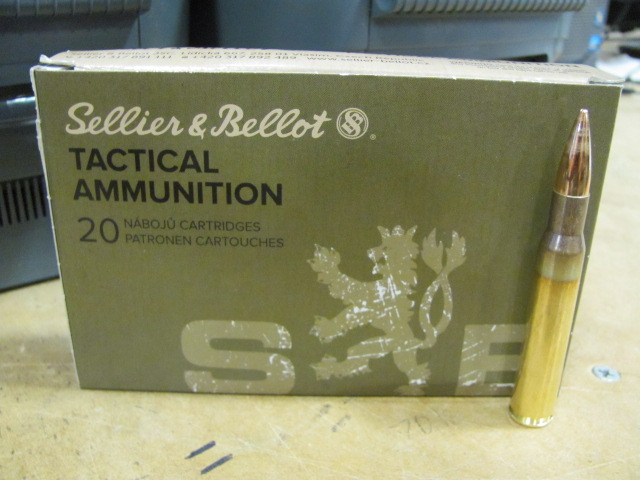 Sellier & Bellot
TACTICAL
AMMUNITION
20 NÁBOJŮ CARTRIDGES
PATRONEN CARTOUCHES
S B